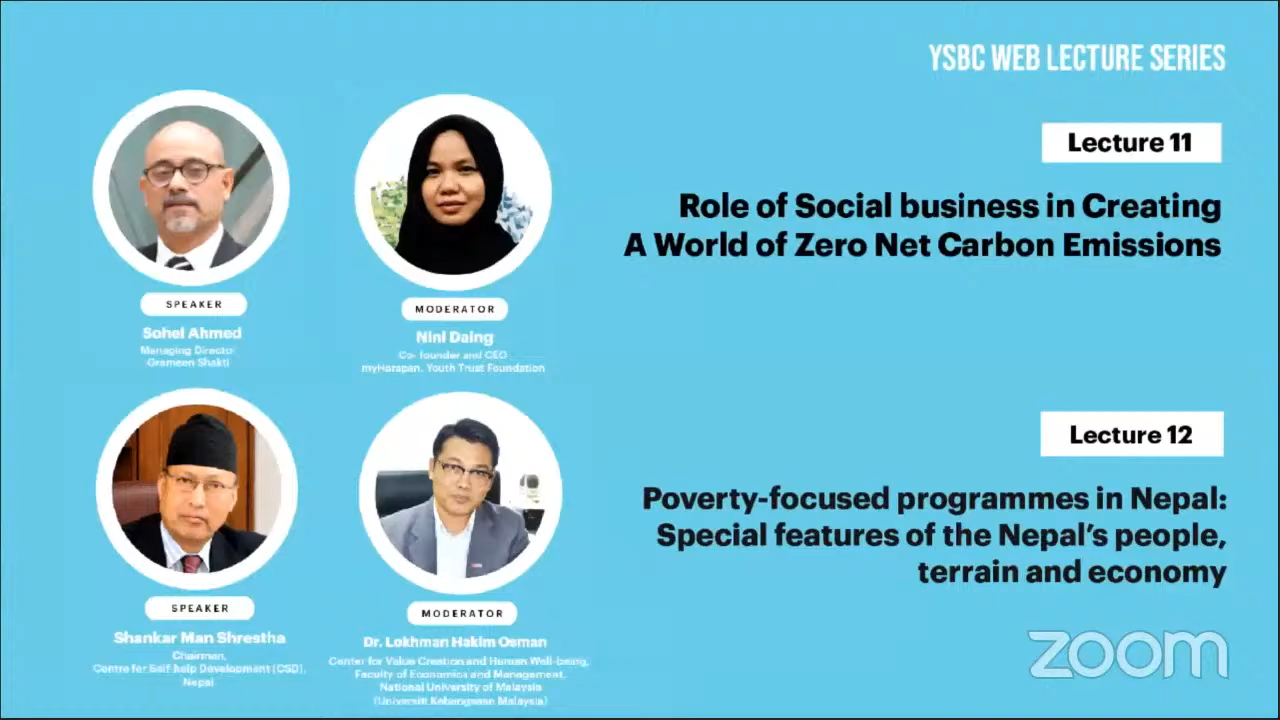 YSBC WEB LECTURE SERIES
Lecture 11
Role of Social business in Creating
A World of Zero Net Carbon Emissions
SPEAKER
Sohel Ahmed
Managing Director
Grameen Shakti
MODERATOR
Nini Daing
Co- founder and CEO
myHarapan, Youth Trust Foundation
Lecture 12
Poverty-focused programmes in Nepal:
Special features of the Nepal's people,
terrain and economy
SPEAKER
Shankar Man Shrestha
Chairman,
Centre for Self-help Development (CSD),
Nepal
MODERATOR
Dr. Lokhman Hakim Osman
Center for Value Creation and Human Well-being,
Faculty of Economics and Management,
National University of Malaysia
(Universiti Kebangsaan Malaysia)
zoom